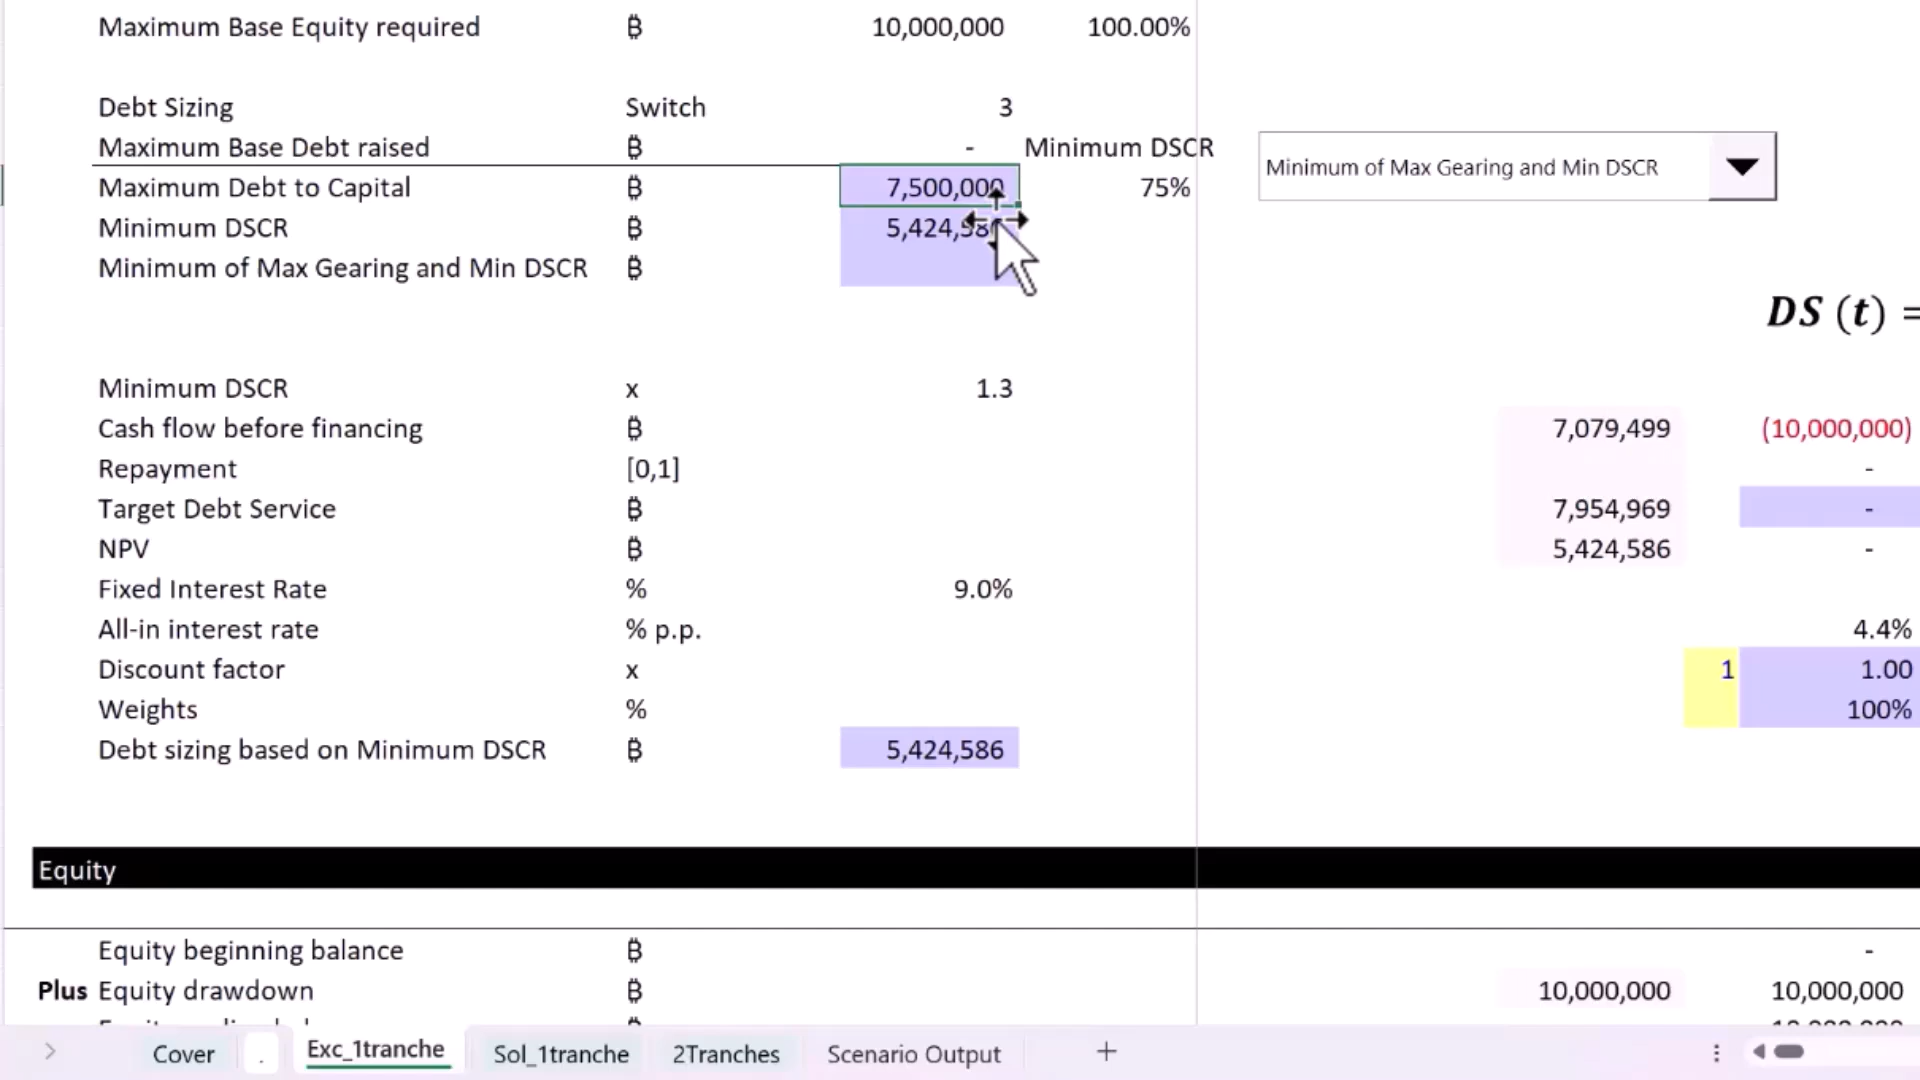 Maximum Base Equity required ฿ 10,000,000 100.00%
Debt Sizing Switch 3
Maximum Base Debt raised ฿ - Minimum DSCR
Minimum of Max Gearing and Min DSCR
Maximum Debt to Capital ฿ 7,500,000 75%
Minimum DSCR ฿
Minimum of Max Gearing and Min DSCR ฿
DS (t) =
Minimum DSCR x 1.3
Cash flow before financing ฿ 7,079,499 (10,000,000)
Repayment [0,1] -
Target Debt Service ฿ 7,954,969 -
NPV ฿ 5,424,586 -
Fixed Interest Rate % 9.0%
All-in interest rate % p.p. 4.4%
Discount factor x 1 1.00
Weights % 100%
Debt sizing based on Minimum DSCR ฿ 5,424,586
Equity
Equity beginning balance ฿ -
Plus Equity drawdown ฿ 10,000,000 10,000,000
Cover . Exc_1tranche Sol_1tranche 2Tranches Scenario Output +